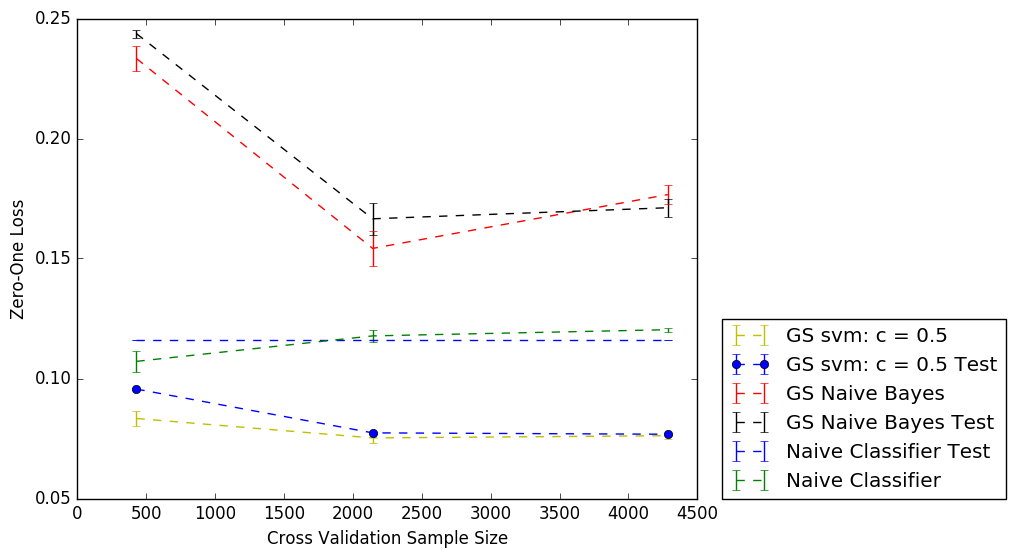 0.25
0.20
0.15
0.10
0.05
Zero-One Loss
0 500 1000 1500 2000 2500 3000 3500 4000 4500
Cross Validation Sample Size
GS svm: c = 0.5
GS svm: c = 0.5 Test
GS Naive Bayes
GS Naive Bayes Test
Naive Classifier Test
Naive Classifier